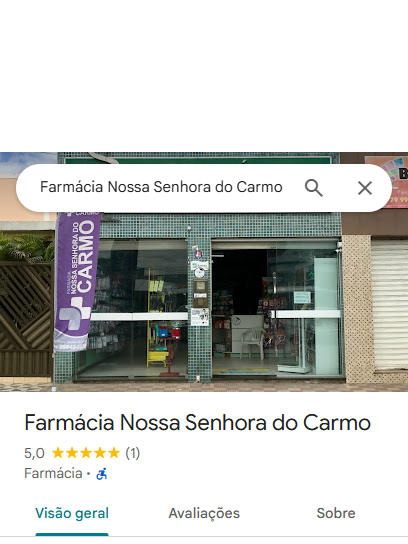 Farmácia Nossa Senhora do Carmo
FARMÁCIA
NOSSA SENHORA DO
CARMO
Farmácia Nossa Senhora do Carmo
5,0 (1)
Farmácia ·
Visão geral
Avaliações
Sobre